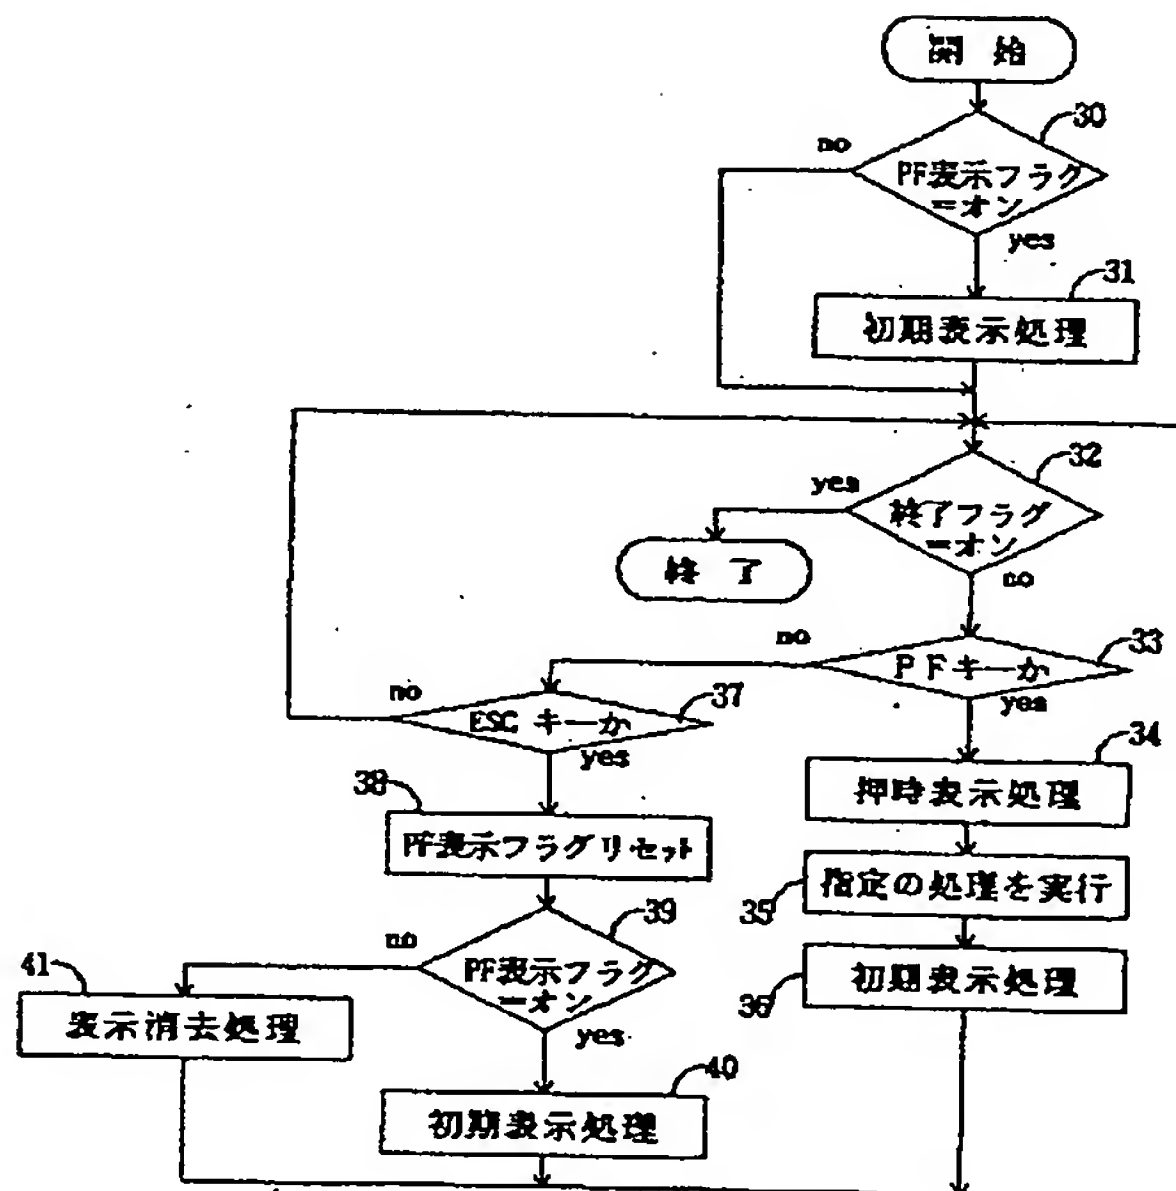 開始
30
no
PF表示フラグ
=オン
yes
31
初期表示処理
32
yes
終了フラグ
=オン
終了
no
33
no
PFキーか
yes
37
no
ESCキーか
yes
34
押時表示処理
38
PF表示フラグリセット
35
指定の処理を実行
39
no
PF表示フラグ
=オン
yes
36
初期表示処理
41
表示消去処理
40
初期表示処理